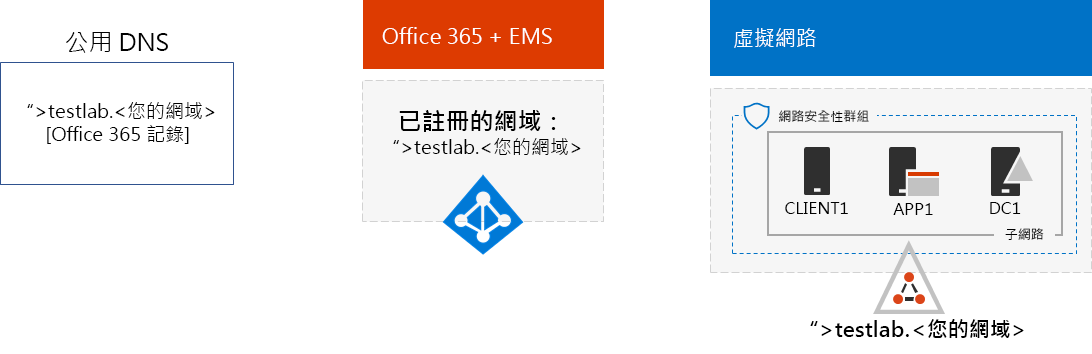 公用 DNS
“>testlab.<您的網域>
[Office 365 記錄]
Office 365 + EMS
已註冊的網域：
“>testlab.<您的網域>
虛擬網路
網路安全性群組
CLIENT1
APP1
DC1
子網路
“>testlab.<您的網域>